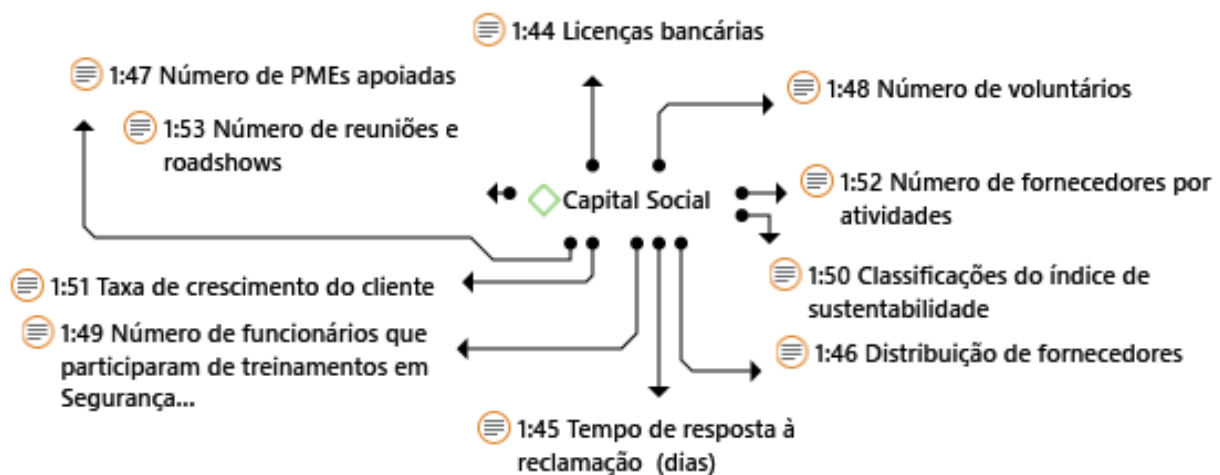 1:44 Licenças bancárias
1:47 Número de PMEs apoiadas
1:48 Número de voluntários
1:53 Número de reuniões e
roadshows
1:52 Número de fornecedores por
atividades
Capital Social
1:51 Taxa de crescimento do cliente
1:50 Classificações do índice de
sustentabilidade
1:49 Número de funcionários que
participaram de treinamentos em
Segurança...
1:46 Distribuição de fornecedores
1:45 Tempo de resposta à
reclamação (dias)